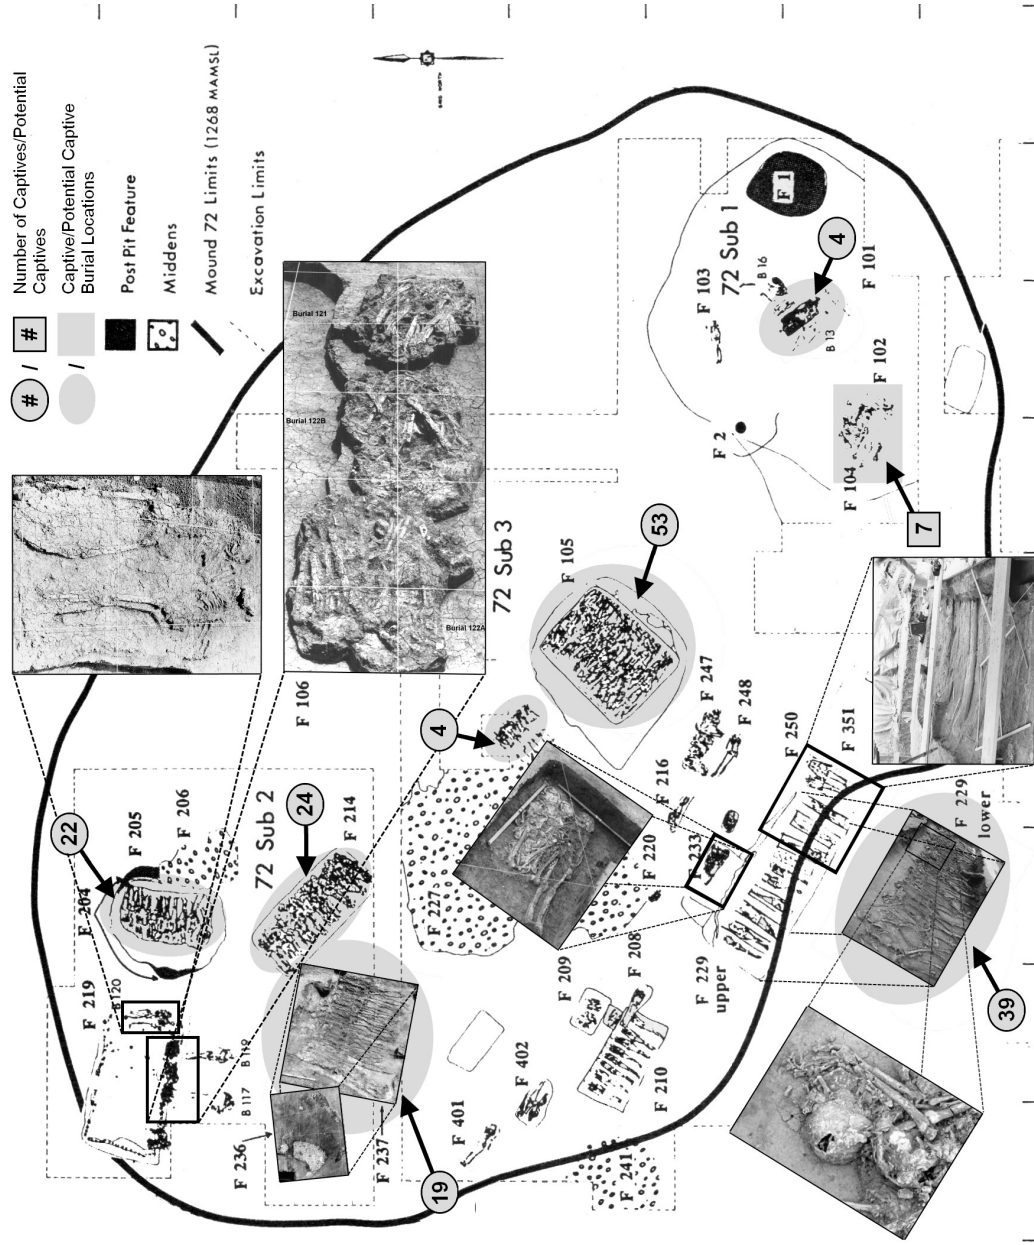 Number of Captives/Potential
Captives
Captive/Potential Captive
Burial Locations
Post Pit Feature
Middens
Mound 72 Limits (1268 MAMSL)
Excavation Limits
# / #
/
GRID NORTH
Burial 121
Burial 122B
Burial 122A
72 Sub 1
F 1
F 103
B 16
4
F 101
B 13
F 102
F 2
F 104
7
72 Sub 3
53
F 105
F 106
4
F 247
F 248
F 250
F 351
F 216
F 220
233
F 229
lower
39
22
F 204
F 205
F 206
72 Sub 2
24
F 214
F 227
F 219
B 120
B 119
B 117
F 236
F 237
19
F 209
F 208
F 229
upper
F 402
F 401
F 210
F 241